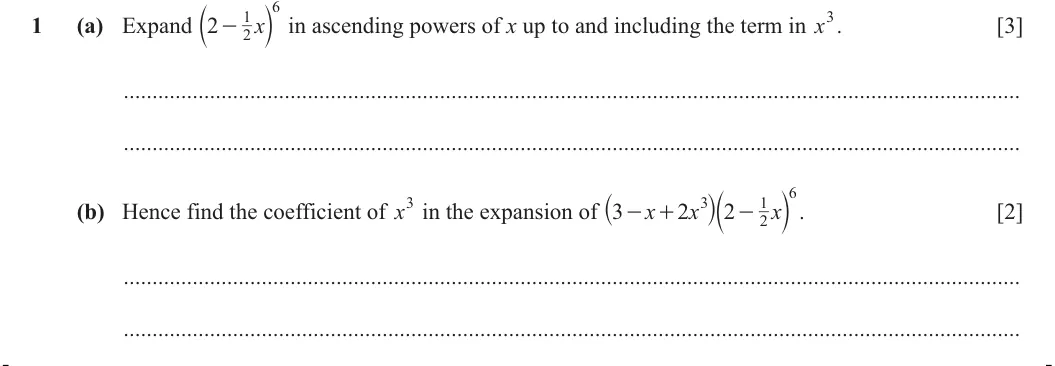 1 (a) Expand (2 − ½x)⁶ in ascending powers of x up to and including the term in x³. [3]
................................................................................
................................................................................
(b) Hence find the coefficient of x³ in the expansion of (3 − x + 2x³)(2 − ½x)⁶. [2]
................................................................................
................................................................................